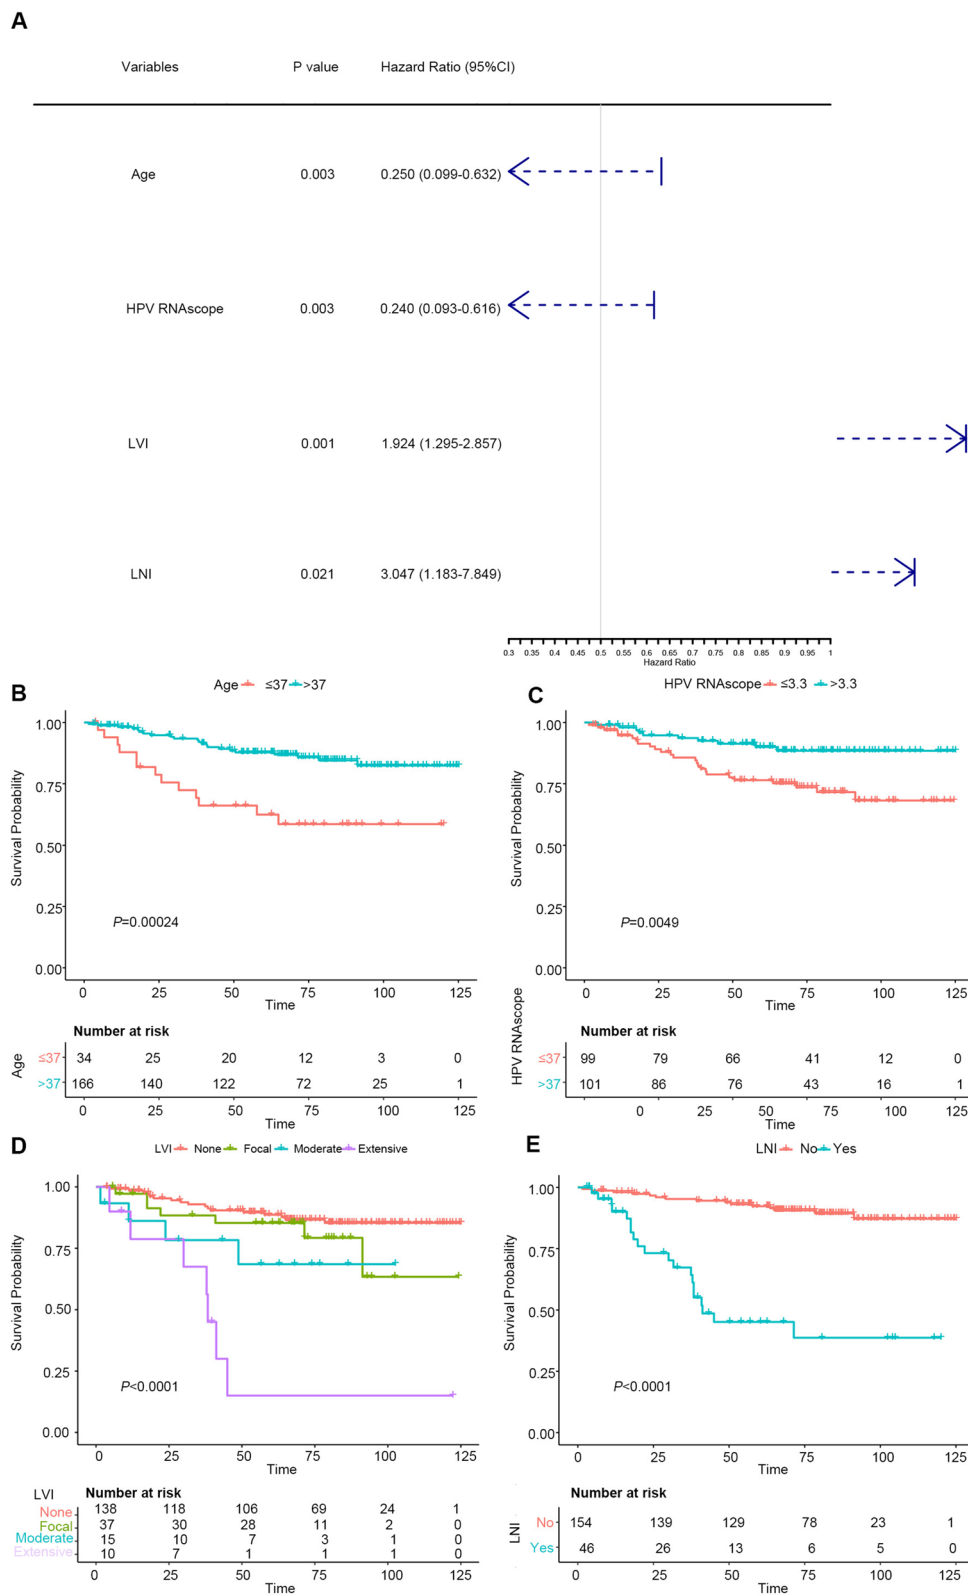 A
Variables P value Hazard Ratio (95%CI)
Age 0.003 0.250 (0.099-0.632)
HPV RNAscope 0.003 0.240 (0.093-0.616)
LVI 0.001 1.924 (1.295-2.857)
LNI 0.021 3.047 (1.183-7.849)
0.3 0.35 0.4 0.45 0.5 0.55 0.6 0.65 0.7 0.75 0.8 0.85 0.9 0.95 1
Hazard Ratio
B
Age ≤37 >37
Survival Probability
1.00
0.75
0.50
0.25
0.00
P=0.00024
0 25 50 75 100 125
Time
Number at risk
Age
≤37 34 25 20 12 3 0
>37 166 140 122 72 25 1
0 25 50 75 100 125
Time
C
HPV RNAscope ≤3.3 >3.3
Survival Probability
1.00
0.75
0.50
0.25
0.00
P=0.0049
0 25 50 75 100 125
Time
Number at risk
HPV RNAscope
≤37 99 79 66 41 12 0
>37 101 86 76 43 16 1
0 25 50 75 100 125
Time
D
LVI None Focal Moderate Extensive
Survival Probability
1.00
0.75
0.50
0.25
0.00
P<0.0001
0 25 50 75 100 125
Time
LVI
Number at risk
None 138 118 106 69 24 1
Focal 37 30 28 11 2 0
Moderate 15 10 7 3 1 0
Extensive 10 7 1 1 1 0
0 25 50 75 100 125
Time
E
LNI No Yes
Survival Probability
1.00
0.75
0.50
0.25
0.00
P<0.0001
0 25 50 75 100 125
Time
Number at risk
LNI
No 154 139 129 78 23 1
Yes 46 26 13 6 5 0
0 25 50 75 100 125
Time